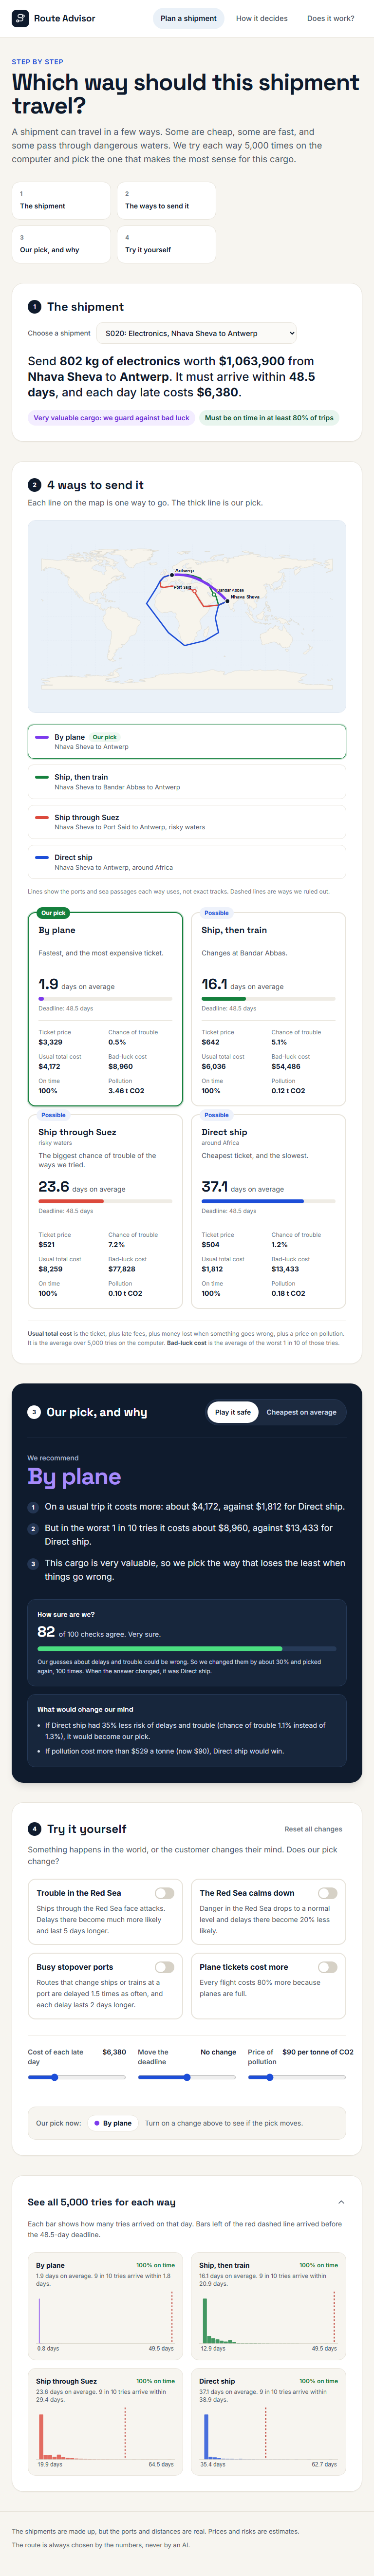 Route Advisor
Plan a shipment
How it decides
Does it work?
STEP BY STEP
Which way should this shipment
travel?
A shipment can travel in a few ways. Some are cheap, some are fast, and
some pass through dangerous waters. We try each way 5,000 times on the
computer and pick the one that makes the most sense for this cargo.
1
The shipment
2
The ways to send it
3
Our pick, and why
4
Try it yourself
1 The shipment
Choose a shipment
S020: Electronics, Nhava Sheva to Antwerp
Send 802 kg of electronics worth $1,063,900 from
Nhava Sheva to Antwerp. It must arrive within 48.5
days, and each day late costs $6,380.
Very valuable cargo: we guard against bad luck
Must be on time in at least 80% of trips
2 4 ways to send it
Each line on the map is one way to go. The thick line is our pick.
Antwerp
Port Said
Bandar Abbas
Nhava Sheva
By plane Our pick
Nhava Sheva to Antwerp
Ship, then train
Nhava Sheva to Bandar Abbas to Antwerp
Ship through Suez
Nhava Sheva to Port Said to Antwerp, risky waters
Direct ship
Nhava Sheva to Antwerp, around Africa
Lines show the ports and sea passages each way uses, not exact tracks. Dashed lines are ways we ruled out.
Our pick
By plane
Fastest, and the most expensive ticket.
1.9 days on average
Deadline: 48.5 days
Ticket price
$3,329
Chance of trouble
0.5%
Usual total cost
$4,172
Bad-luck cost
$8,960
On time
100%
Pollution
3.46 t CO2
Possible
Ship, then train
Changes at Bandar Abbas.
16.1 days on average
Deadline: 48.5 days
Ticket price
$642
Chance of trouble
5.1%
Usual total cost
$6,036
Bad-luck cost
$54,486
On time
100%
Pollution
0.12 t CO2
Possible
Ship through Suez
risky waters
The biggest chance of trouble of the
ways we tried.
23.6 days on average
Deadline: 48.5 days
Ticket price
$521
Chance of trouble
7.2%
Usual total cost
$8,259
Bad-luck cost
$77,828
On time
100%
Pollution
0.10 t CO2
Possible
Direct ship
around Africa
Cheapest ticket, and the slowest.
37.1 days on average
Deadline: 48.5 days
Ticket price
$504
Chance of trouble
1.2%
Usual total cost
$1,812
Bad-luck cost
$13,433
On time
100%
Pollution
0.18 t CO2
Usual total cost is the ticket, plus late fees, plus money lost when something goes wrong, plus a price on pollution.
It is the average over 5,000 tries on the computer. Bad-luck cost is the average of the worst 1 in 10 of those tries.
3 Our pick, and why
Play it safe
Cheapest on average
We recommend
By plane
1 On a usual trip it costs more: about $4,172, against $1,812 for Direct ship.
2 But in the worst 1 in 10 tries it costs about $8,960, against $13,433 for
Direct ship.
3 This cargo is very valuable, so we pick the way that loses the least when
things go wrong.
How sure are we?
82 of 100 checks agree. Very sure.
Our guesses about delays and trouble could be wrong. So we changed them by about 30% and picked
again, 100 times. When the answer changed, it was Direct ship.
What would change our mind
• If Direct ship had 35% less risk of delays and trouble (chance of trouble 1.1% instead of
1.3%), it would become our pick.
• If pollution cost more than $529 a tonne (now $90), Direct ship would win.
4 Try it yourself
Reset all changes
Something happens in the world, or the customer changes their mind. Does our pick
change?
Trouble in the Red Sea
Ships through the Red Sea face attacks.
Delays there become much more likely
and last 5 days longer.
The Red Sea calms down
Danger in the Red Sea drops to a normal
level and delays there become 20% less
likely.
Busy stopover ports
Routes that change ships or trains at a
port are delayed 1.5 times as often, and
each delay lasts 2 days longer.
Plane tickets cost more
Every flight costs 80% more because
planes are full.
Cost of each late
day
$6,380
Move the
deadline
No change
Price of
pollution
$90 per tonne of CO2
Our pick now:
By plane
Turn on a change above to see if the pick moves.
See all 5,000 tries for each way
Each bar shows how many tries arrived on that day. Bars left of the red dashed line arrived before
the 48.5-day deadline.
By plane
100% on time
1.9 days on average. 9 in 10 tries arrive within 1.8
days.
0.8 days
49.5 days
Ship, then train
100% on time
16.1 days on average. 9 in 10 tries arrive within
20.9 days.
12.9 days
49.5 days
Ship through Suez
100% on time
23.6 days on average. 9 in 10 tries arrive within
29.4 days.
19.9 days
64.5 days
Direct ship
100% on time
37.1 days on average. 9 in 10 tries arrive within
38.9 days.
35.4 days
62.7 days
The shipments are made up, but the ports and distances are real. Prices and risks are estimates.
The route is always chosen by the numbers, never by an AI.